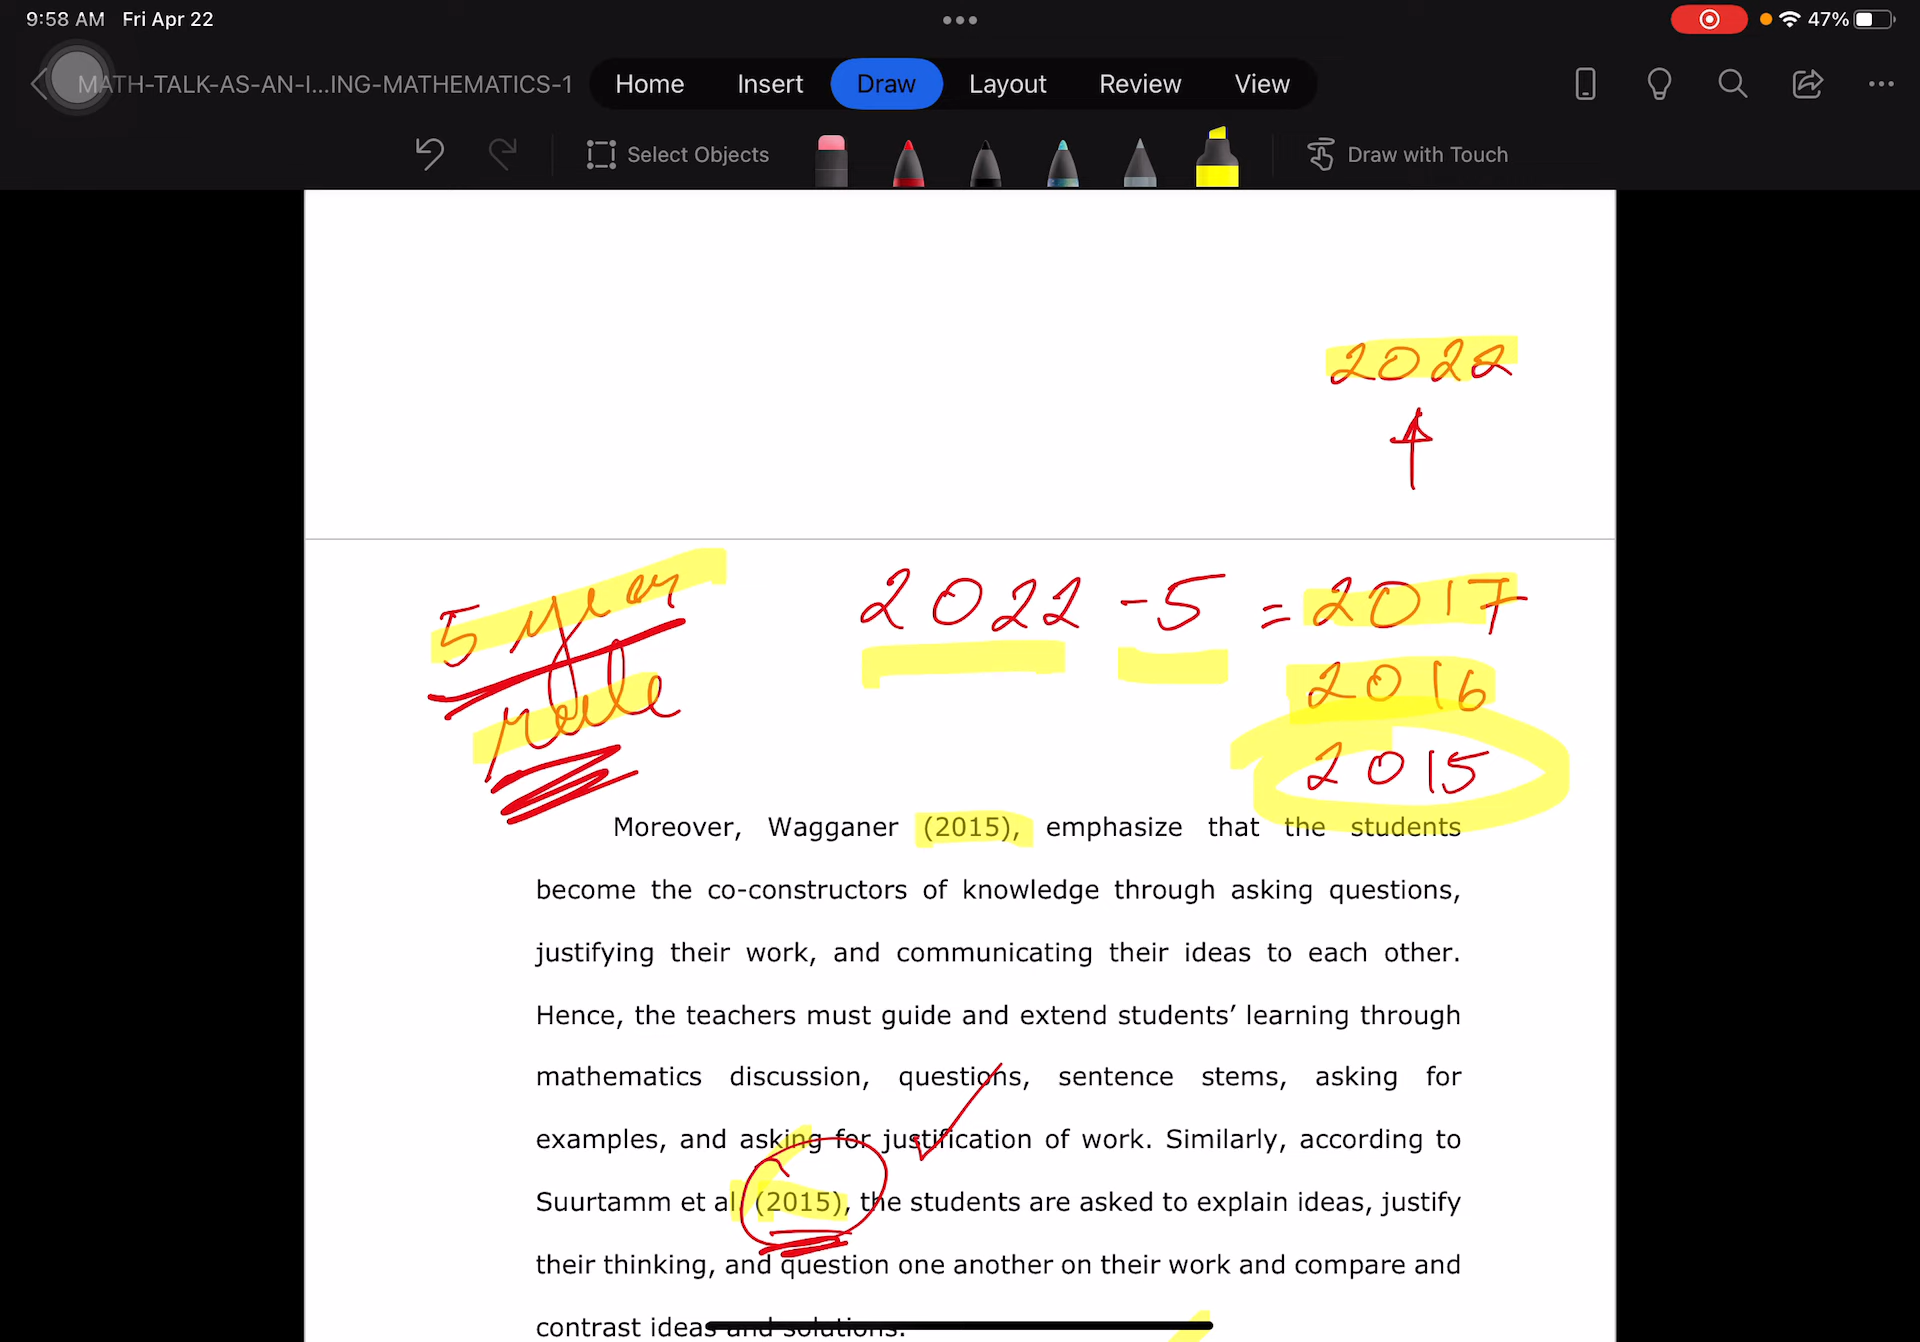 9:58 AM Fri Apr 22
47%
MATH-TALK-AS-AN-I...ING-MATHEMATICS-1
Home Insert Draw Layout Review View
Select Objects
Draw with Touch
2022
5 year
rule
2022 - 5 = 2017
2016
2015
Moreover, Wagganer (2015), emphasize that the students
become the co-constructors of knowledge through asking questions,
justifying their work, and communicating their ideas to each other.
Hence, the teachers must guide and extend students’ learning through
mathematics discussion, questions, sentence stems, asking for
examples, and asking for justification of work. Similarly, according to
Suurtamm et al. (2015), the students are asked to explain ideas, justify
their thinking, and question one another on their work and compare and
contrast ideas and solutions.